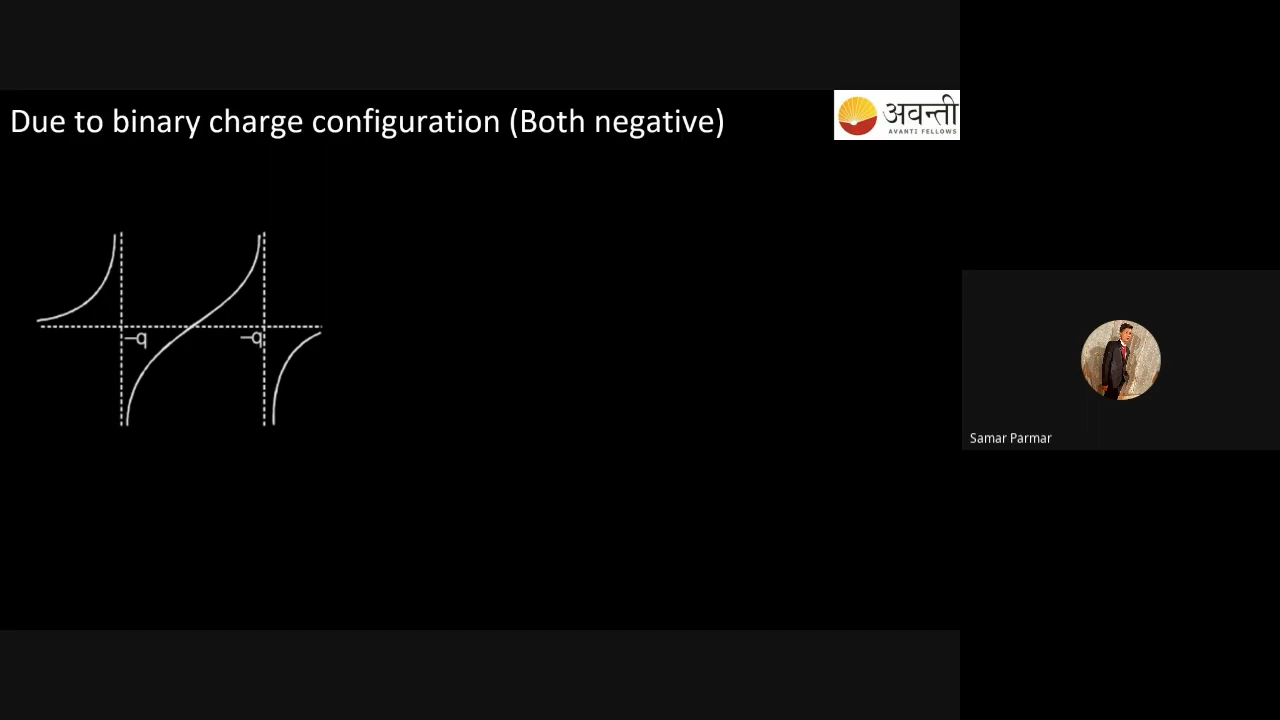 Due to binary charge configuration (Both negative)
अवन्ती
AVANTI FELLOWS
−q
−q
Samar Parmar